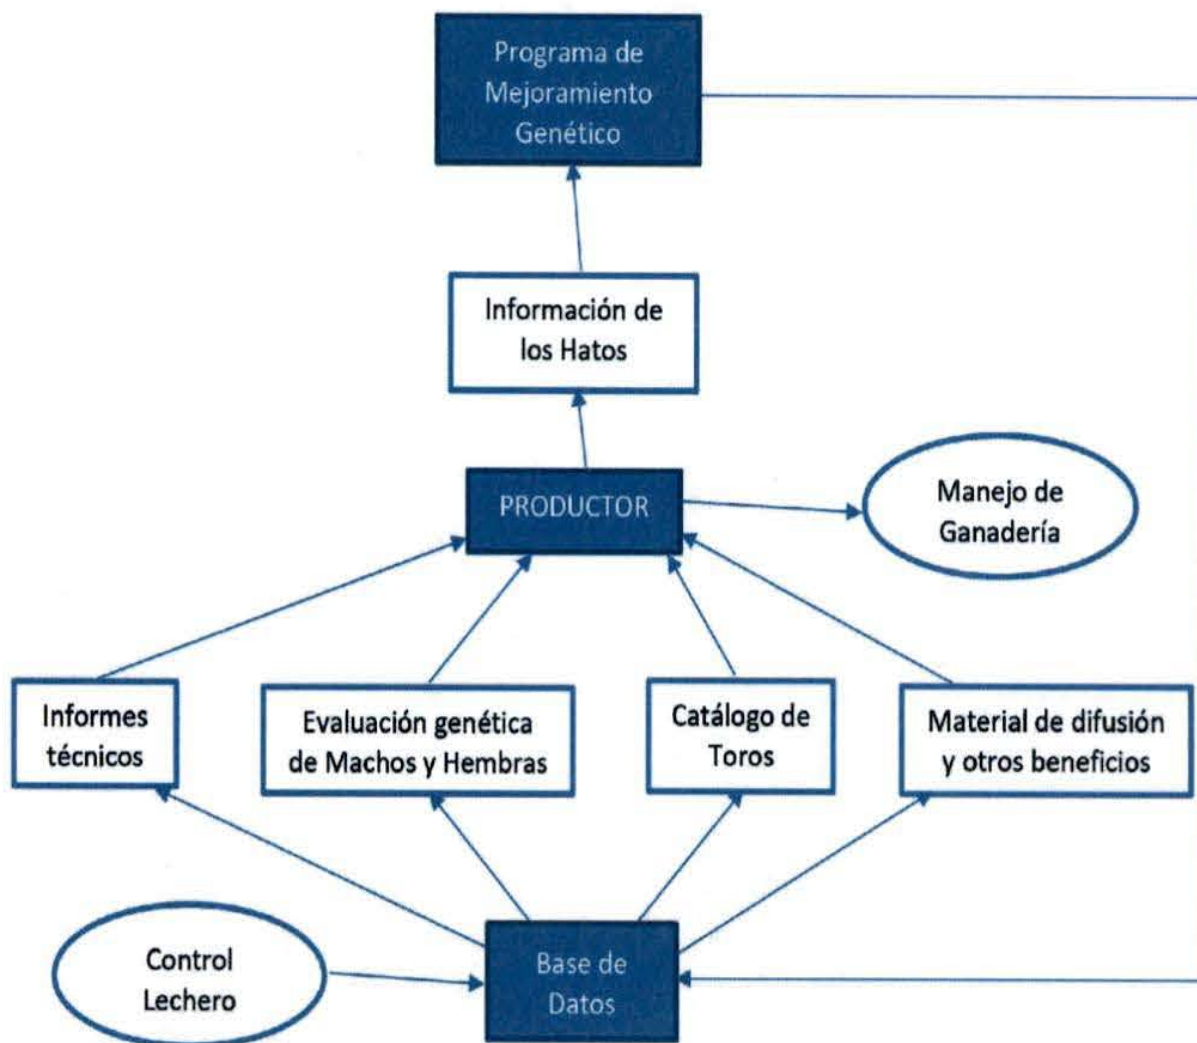 Programa de
Mejoramiento
Genético
Información de
los Hatos
PRODUCTOR
Manejo de
Ganadería
Informes
técnicos
Evaluación genética
de Machos y Hembras
Catálogo de
Toros
Material de difusión
y otros beneficios
Control
Lechero
Base de
Datos